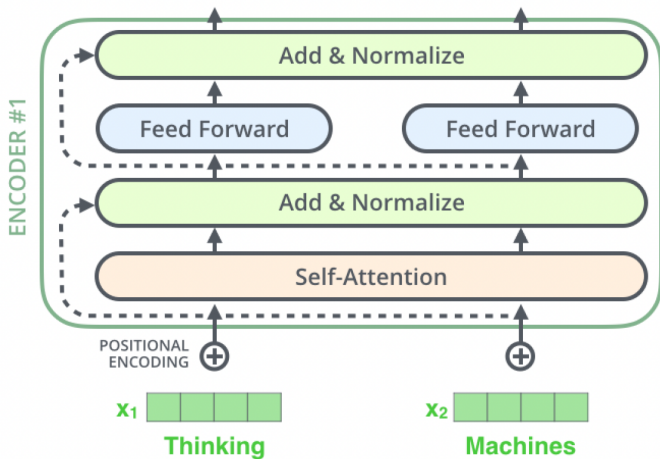 ENCODER #1
Add & Normalize
Feed Forward
Feed Forward
Add & Normalize
Self-Attention
POSITIONAL
ENCODING
x1
x2
Thinking
Machines